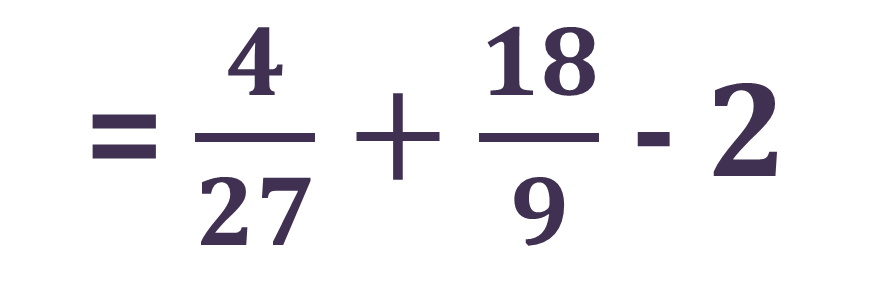 = 4/27 + 18/9 - 2